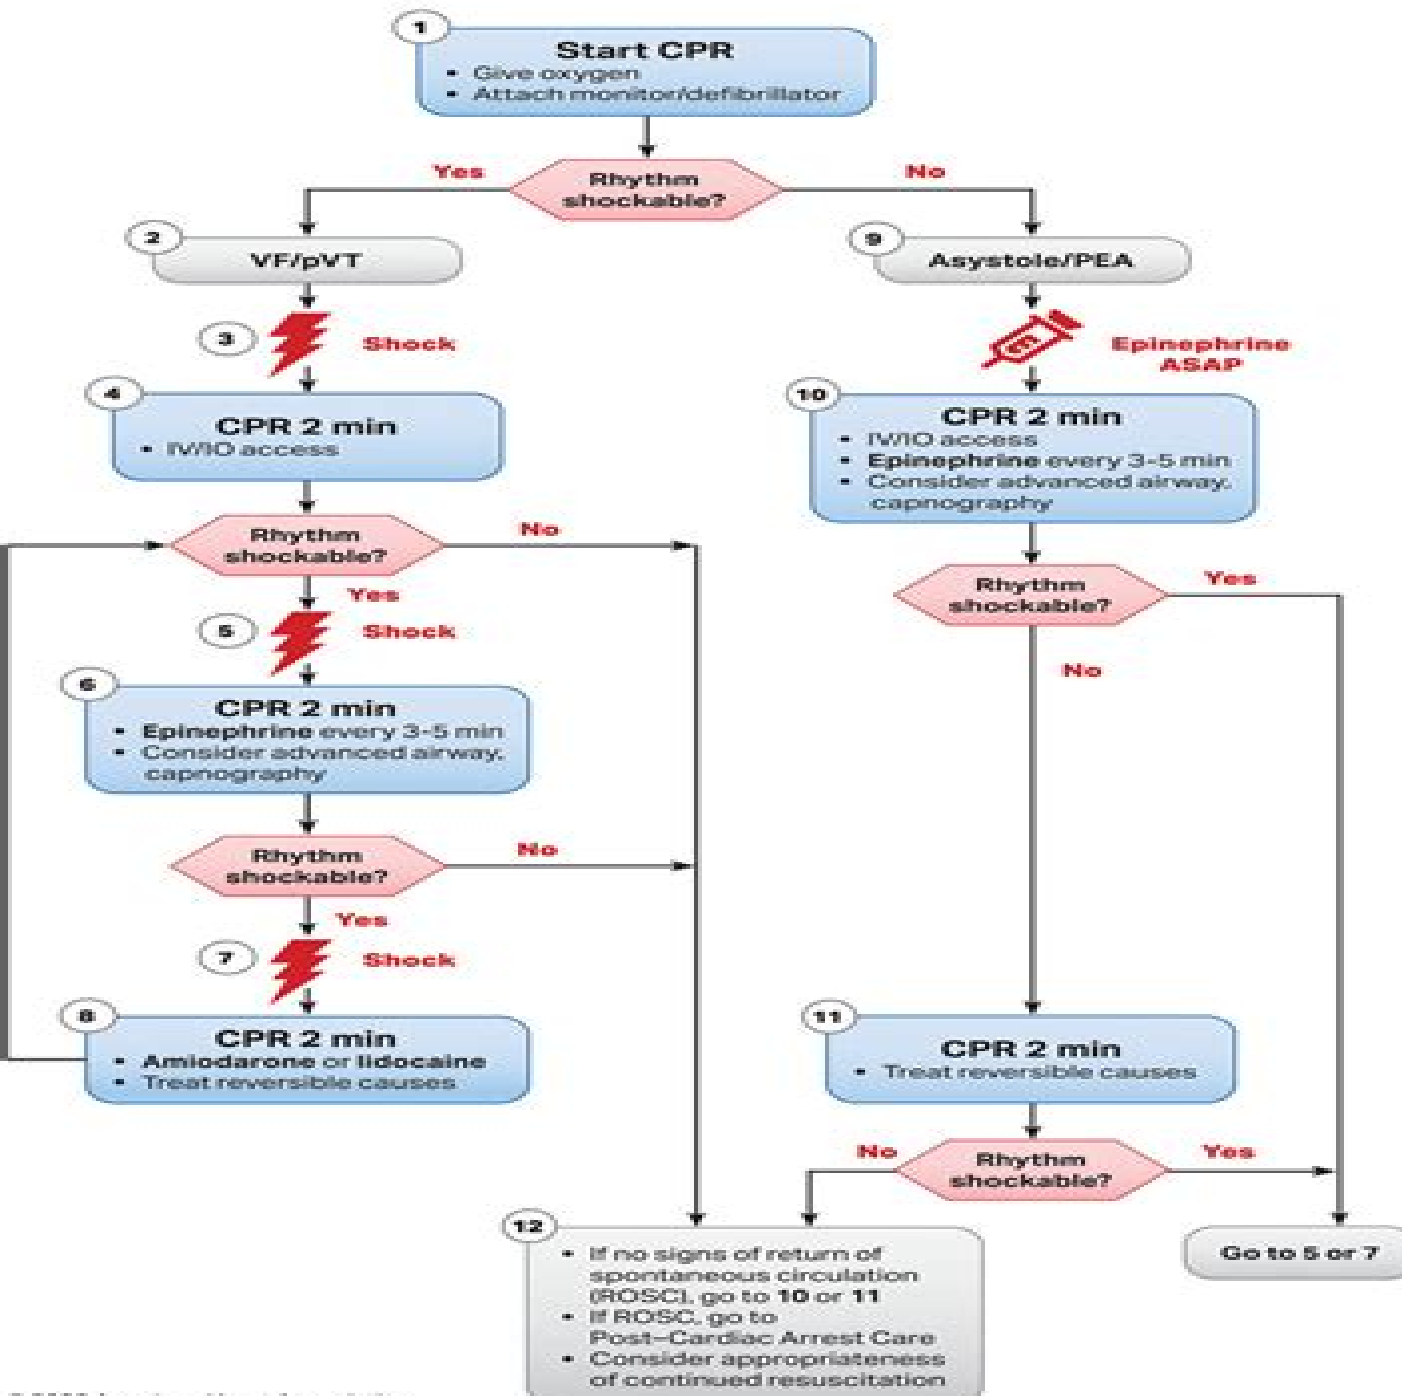 1
Start CPR
• Give oxygen
• Attach monitor/defibrillator
Yes
Rhythm
shockable?
No
2
VF/pVT
9
Asystole/PEA
3
Shock
Epinephrine
ASAP
4
CPR 2 min
• IV/IO access
10
CPR 2 min
• IV/IO access
• Epinephrine every 3-5 min
• Consider advanced airway,
capnography
Rhythm
shockable?
No
Yes
Rhythm
shockable?
Yes
No
5
Shock
6
CPR 2 min
• Epinephrine every 3-5 min
• Consider advanced airway,
capnography
Rhythm
shockable?
No
Yes
7
Shock
8
CPR 2 min
• Amiodarone or lidocaine
• Treat reversible causes
11
CPR 2 min
• Treat reversible causes
No
Rhythm
shockable?
Yes
12
• If no signs of return of
spontaneous circulation
(ROSC), go to 10 or 11
• If ROSC, go to
Post–Cardiac Arrest Care
• Consider appropriateness
of continued resuscitation
Go to 5 or 7